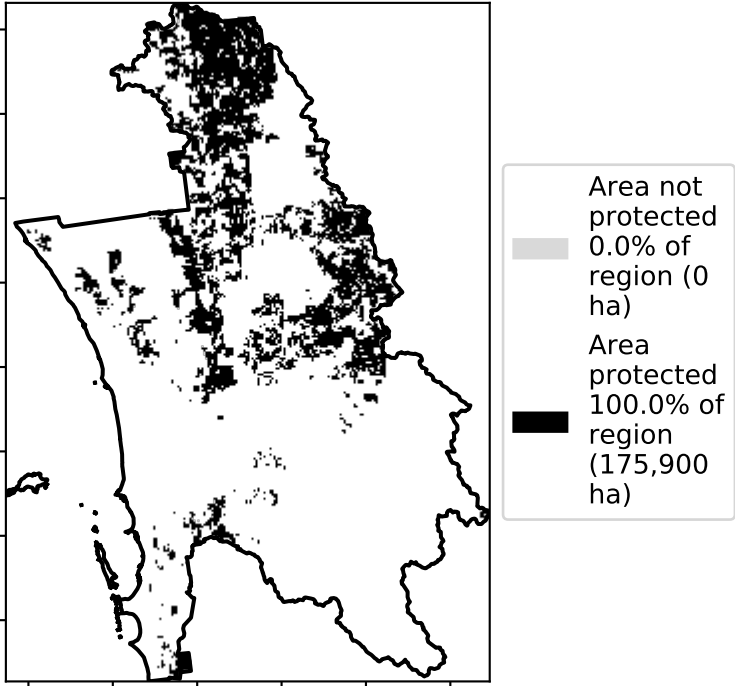 Area not
protected
0.0% of
region (0
ha)
Area
protected
100.0% of
region
(175,900
ha)